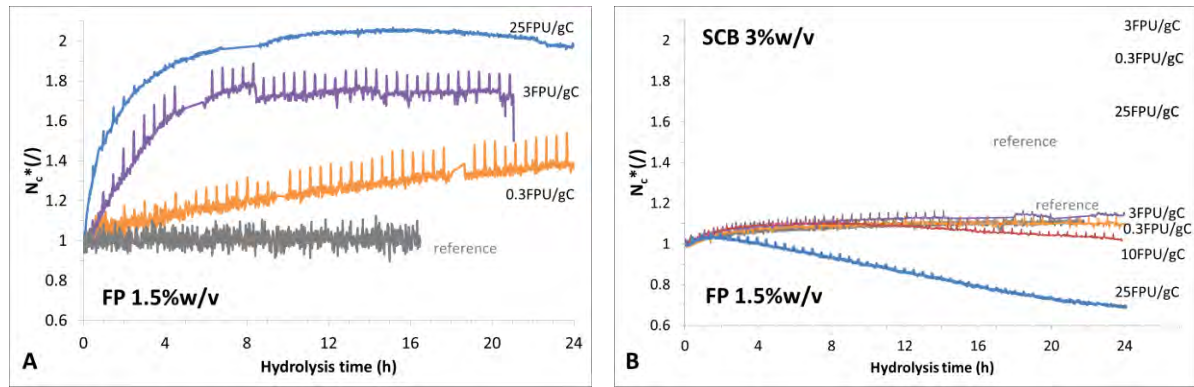 2
1.8
1.6
1.4
1.2
1
0.8
0.6
Nc*(/)
25FPU/gC
3FPU/gC
0.3FPU/gC
reference
FP 1.5%w/v
A
0
4
8
12
16
20
24
Hydrolysis time (h)
SCB 3%w/v
2
1.8
1.6
1.4
1.2
1
0.8
0.6
Nc*(/)
3FPU/gC
0.3FPU/gC
25FPU/gC
reference
reference
3FPU/gC
0.3FPU/gC
10FPU/gC
25FPU/gC
FP 1.5%w/v
B
0
4
8
12
16
20
24
Hydrolysis time (h)